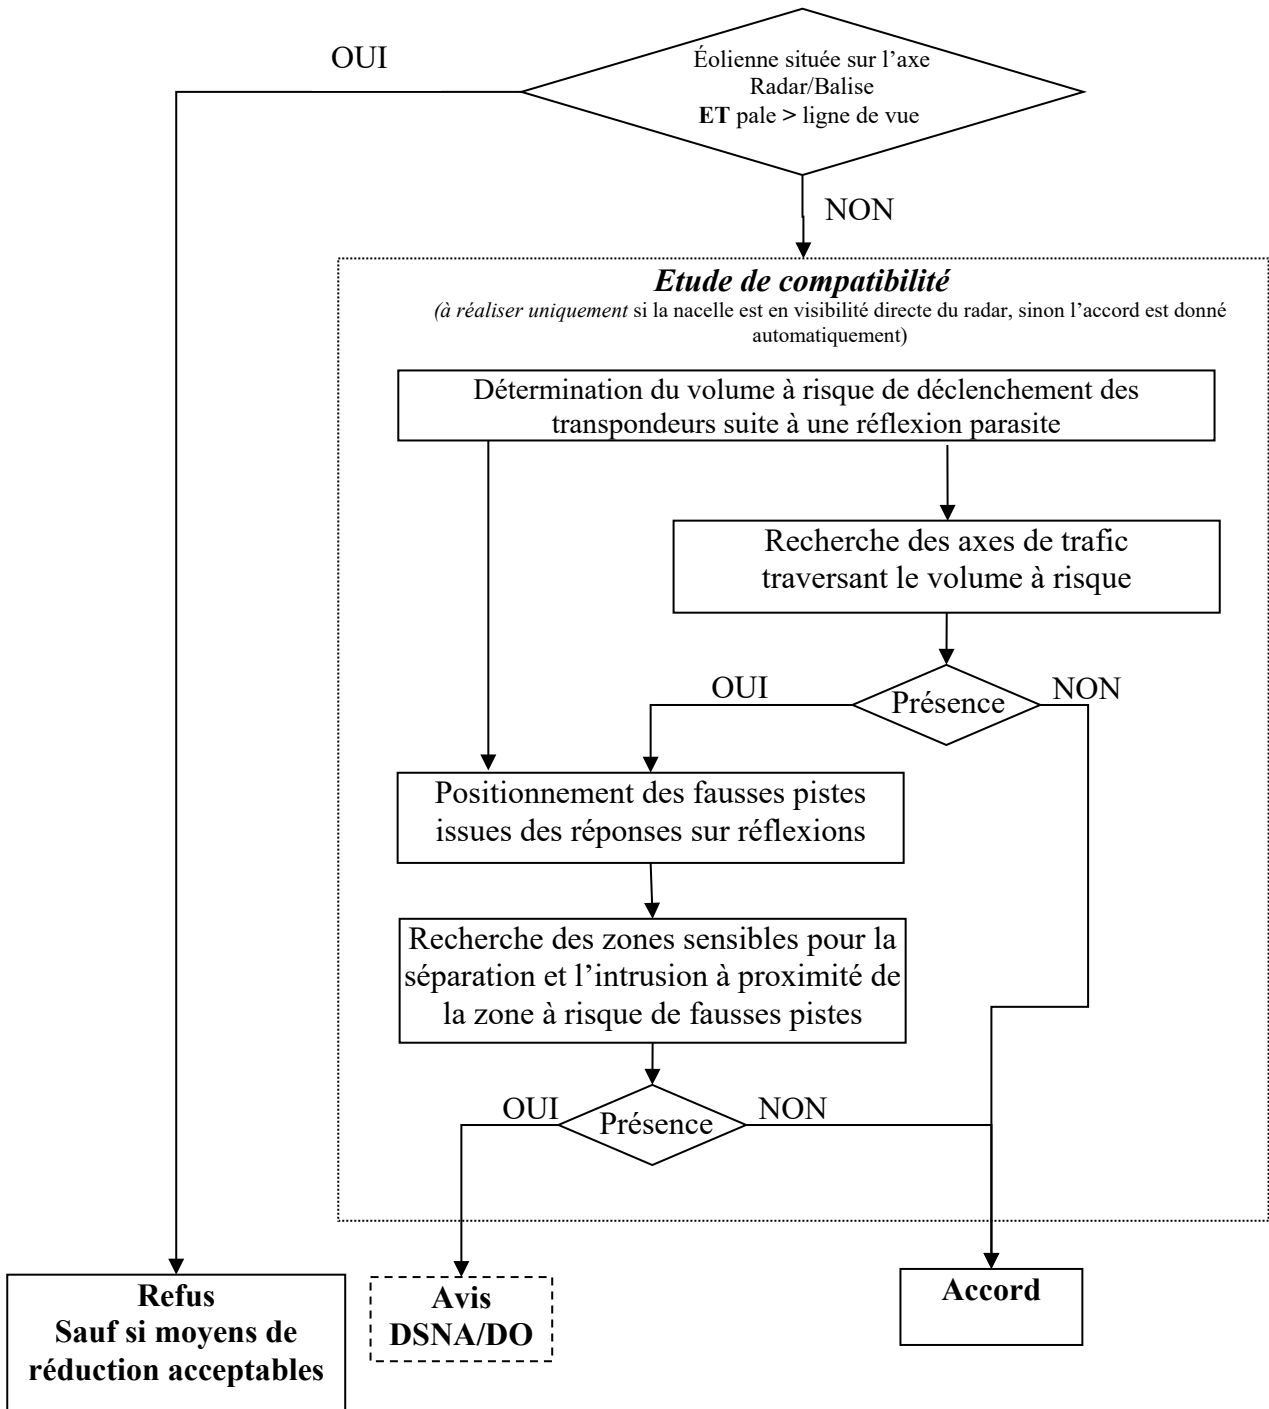 OUI
Éolienne située sur l’axe
Radar/Balise
ET pale > ligne de vue
NON
Etude de compatibilité
(à réaliser uniquement si la nacelle est en visibilité directe du radar, sinon l’accord est donné
automatiquement)
Détermination du volume à risque de déclenchement des
transpondeurs suite à une réflexion parasite
Recherche des axes de trafic
traversant le volume à risque
OUI
Présence
NON
Positionnement des fausses pistes
issues des réponses sur réflexions
Recherche des zones sensibles pour la
séparation et l’intrusion à proximité de
la zone à risque de fausses pistes
OUI
Présence
NON
Refus
Sauf si moyens de
réduction acceptables
Avis
DSNA/DO
Accord